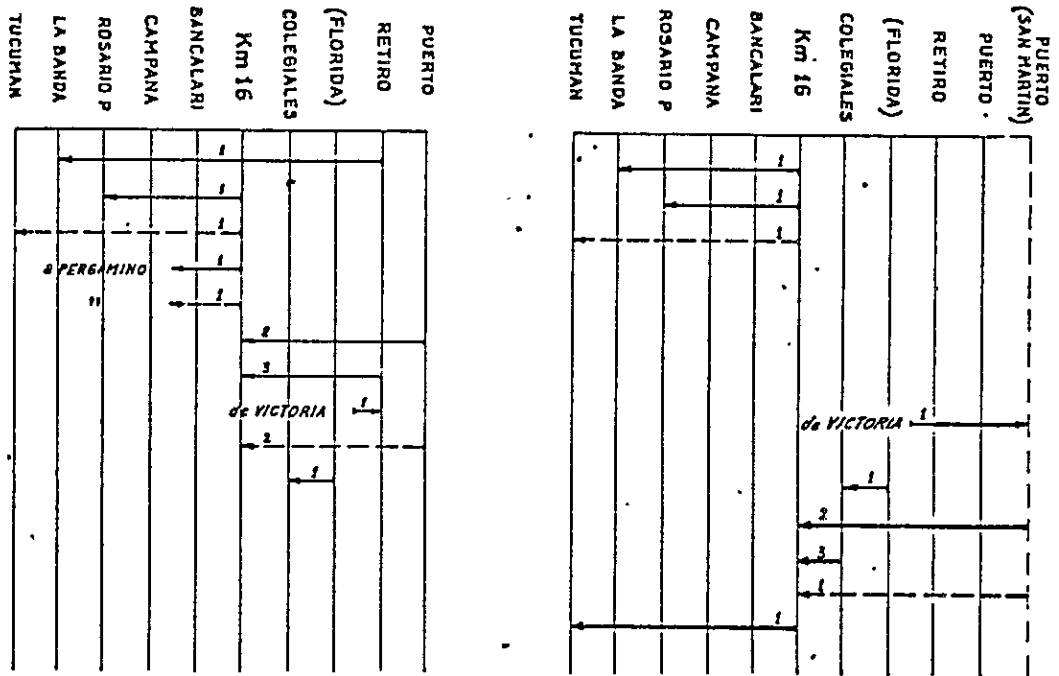 TUCUMAN
LA BANDA
ROSARIO P
CAMPANA
BANCALARI
Km 16
COLEGIALES
(FLORIDA)
RETIRO
PUERTO
1
1
1
a PERGAMINO
1
"
1
2
3
de VICTORIA
1
2
1
TUCUMAN
LA BANDA
ROSARIO P
CAMPANA
BANCALARI
Km 16
COLEGIALES
(FLORIDA)
RETIRO
PUERTO
PUERTO
(SAN MARTIN)
1
1
1
de VICTORIA
1
1
2
3
1
1